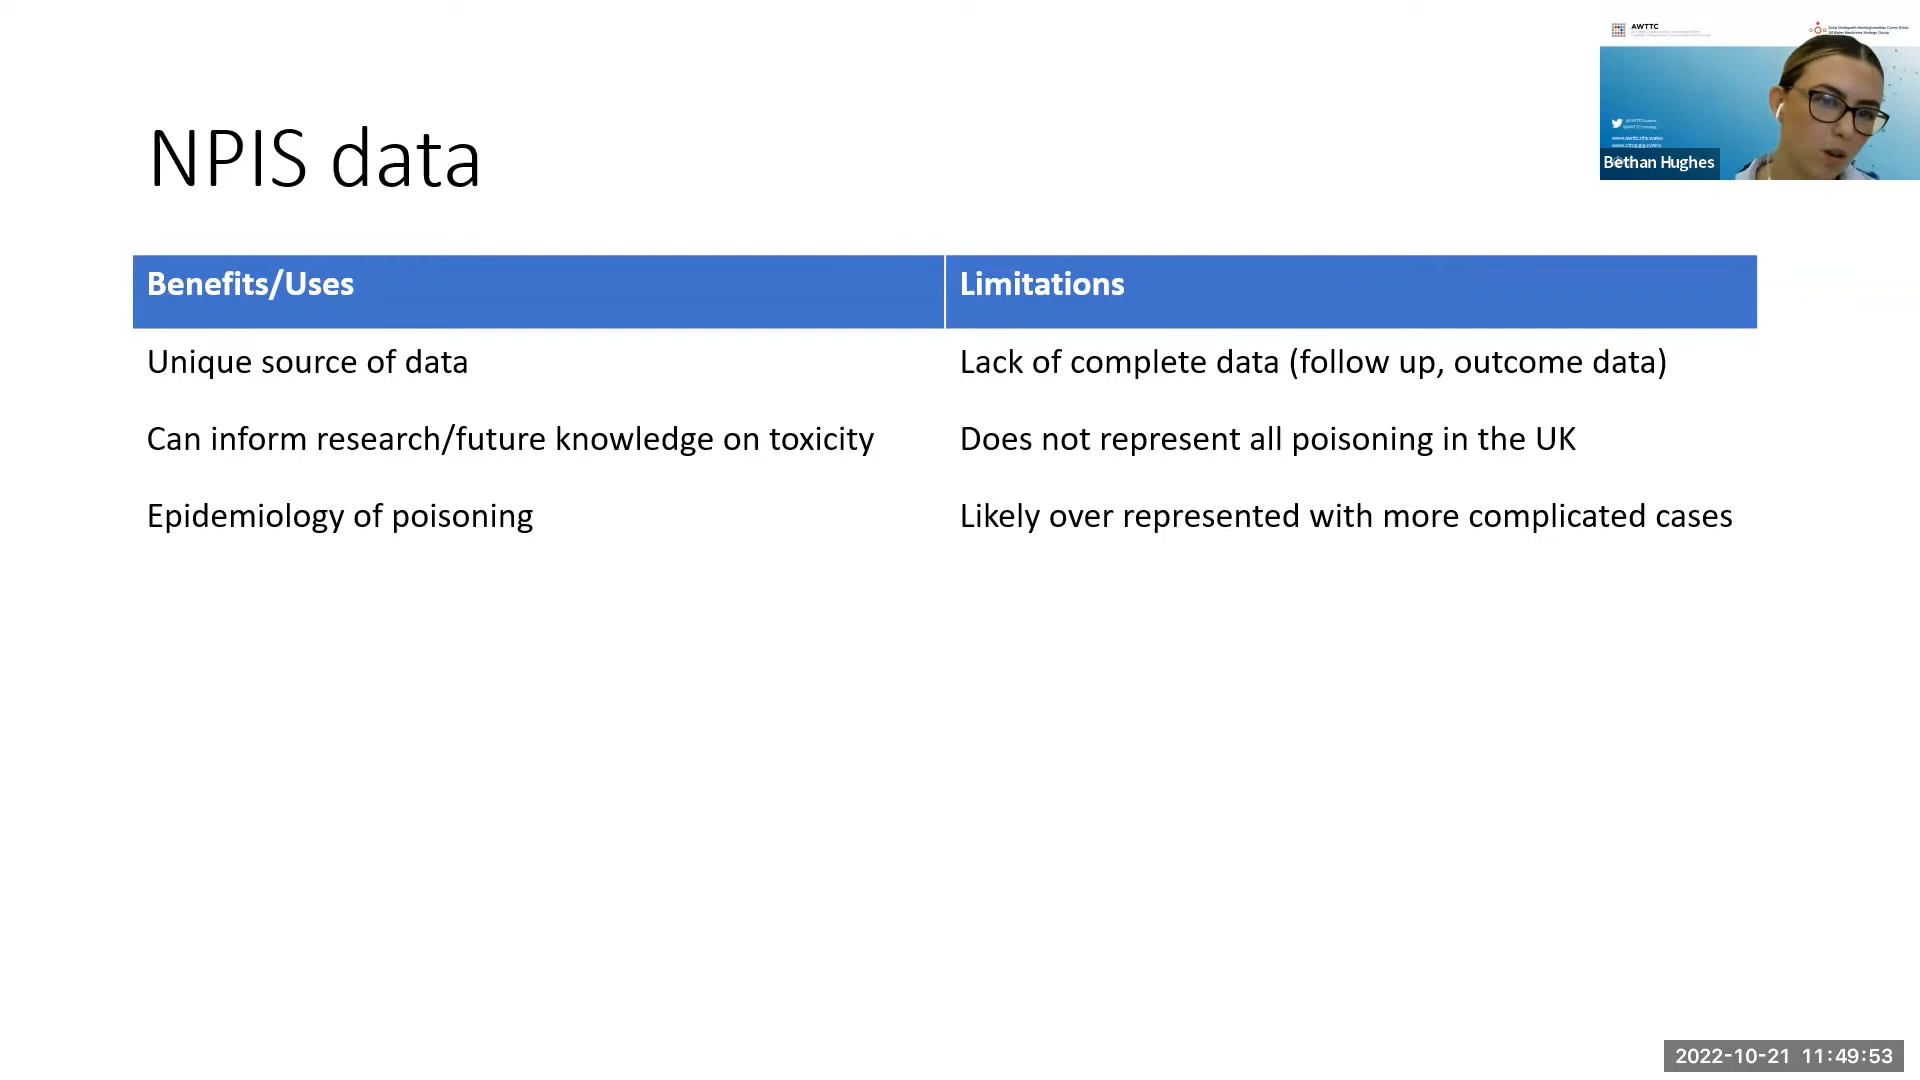 AWTTC
NPIS data
Bethan Hughes
Benefits/Uses
Limitations
Unique source of data
Lack of complete data (follow up, outcome data)
Can inform research/future knowledge on toxicity
Does not represent all poisoning in the UK
Epidemiology of poisoning
Likely over represented with more complicated cases
2022-10-21 11:49:53